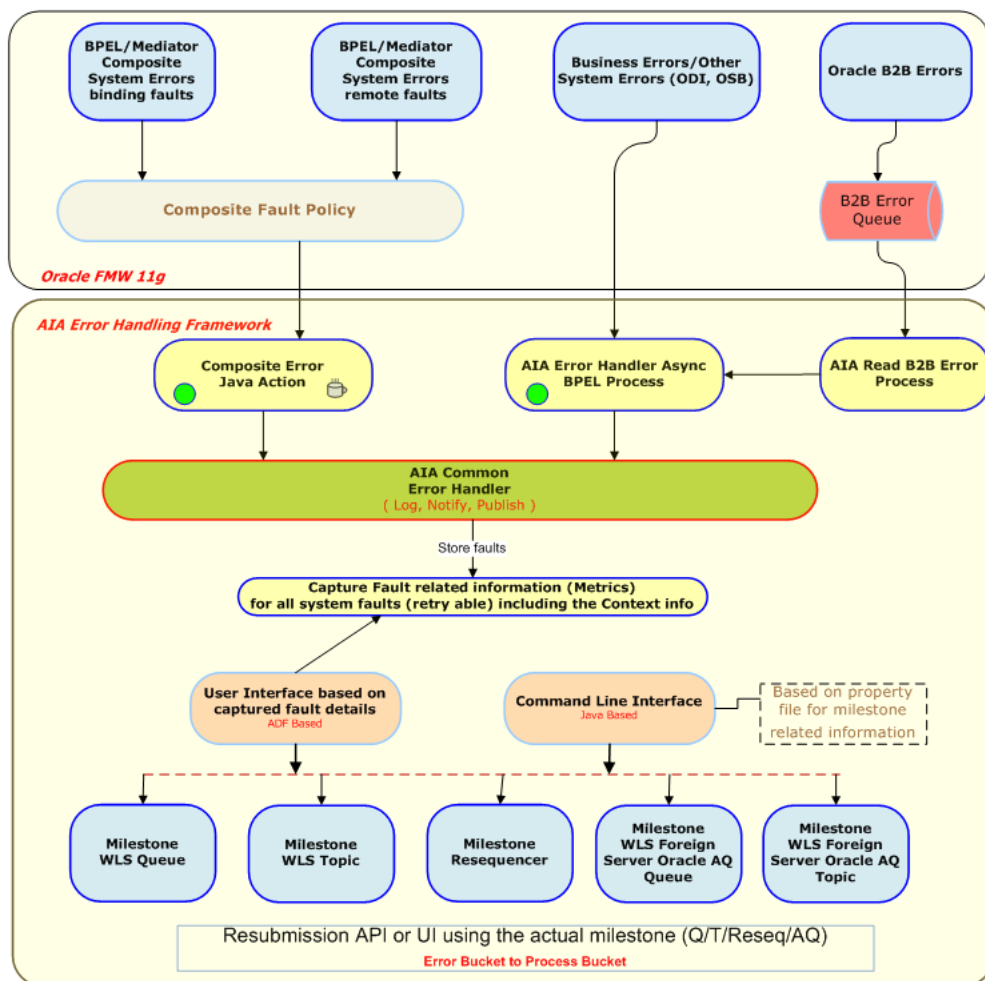 BPEL/Mediator
Composite
System Errors
binding faults
BPEL/Mediator
Composite
System Errors
remote faults
Business Errors/Other
System Errors (ODI, OSB)
Oracle B2B Errors
Composite Fault Policy
B2B Error
Queue
Oracle FMW 11g
AIA Error Handling Framework
Composite Error
Java Action
AIA Error Handler Async
BPEL Process
AIA Read B2B Error
Process
AIA Common
Error Handler
( Log, Notify, Publish )
Store faults
Capture Fault related information (Metrics)
for all system faults (retry able) including the Context info
User Interface based on
captured fault details
ADF Based
Command Line Interface
Java Based
Based on property
file for milestone
related information
Milestone
WLS Queue
Milestone
WLS Topic
Milestone
Resequencer
Milestone
WLS Foreign
Server Oracle AQ
Queue
Milestone
WLS Foreign
Server Oracle AQ
Topic
Resubmission API or UI using the actual milestone (Q/T/Reseq/AQ)
Error Bucket to Process Bucket